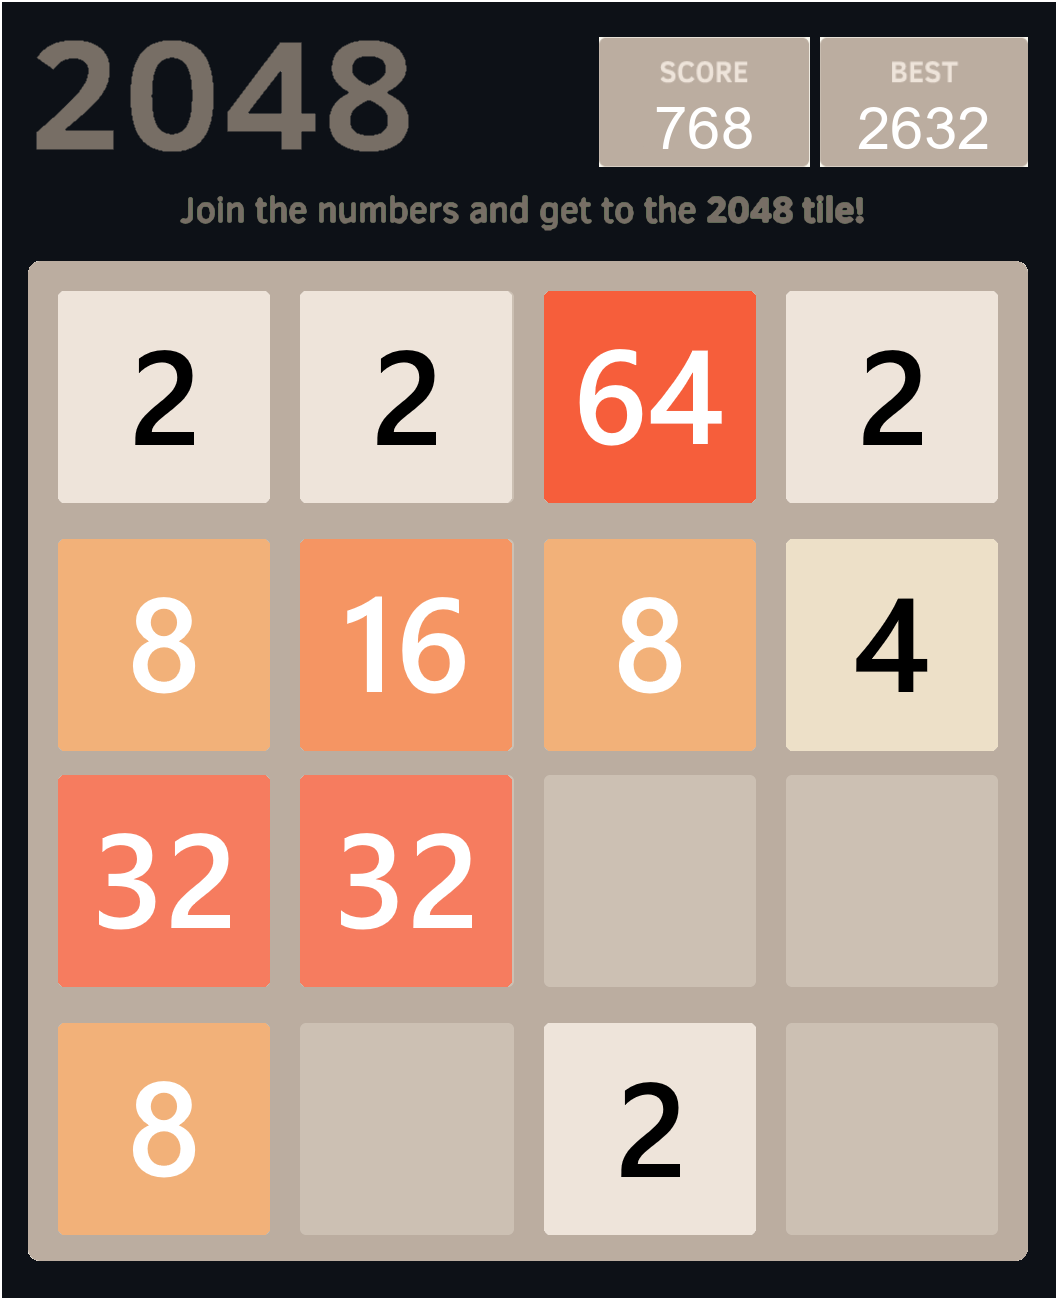 2048
SCORE BEST
768 2632
Join the numbers and get to the 2048 tile!
2 2 64 2
8 16 8 4
32 32
8 2